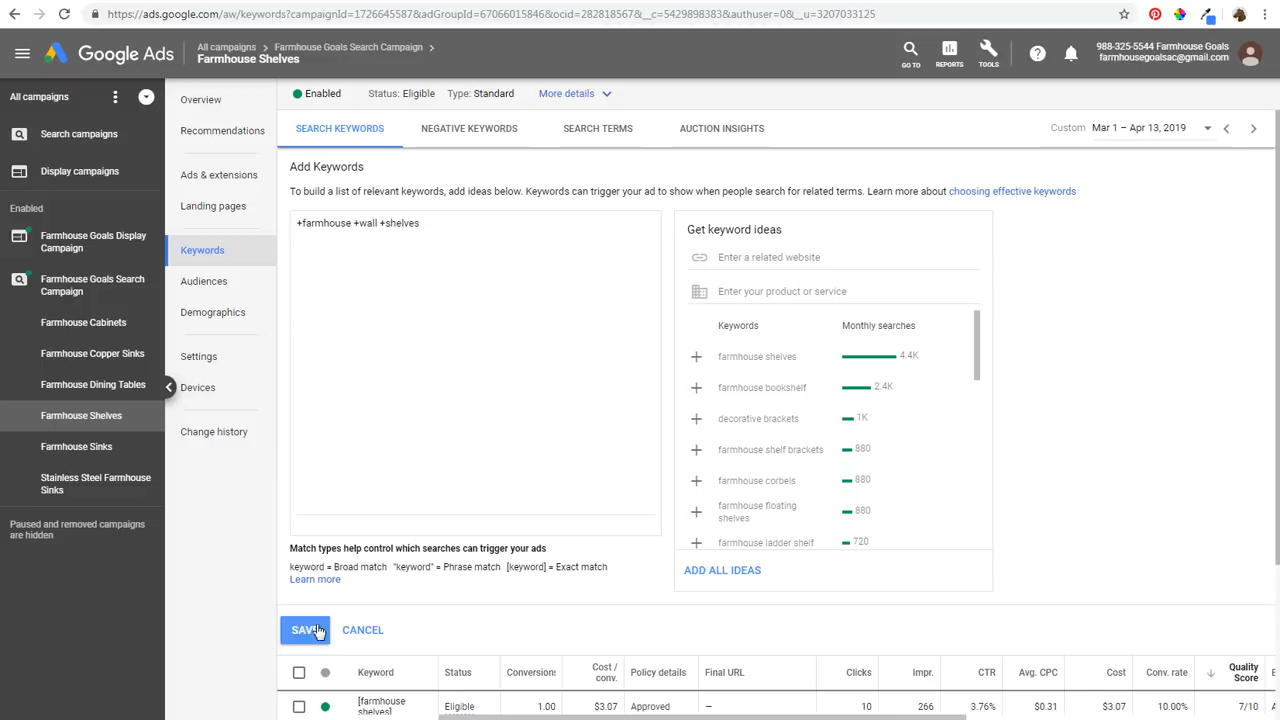 https://ads.google.com/aw/keywords?campaignId=1726645587&adGroupId=67066015846&ocid=282818567&__c=5429898383&authuser=0&__u=3207033125
Google Ads
All campaigns > Farmhouse Goals Search Campaign >
Farmhouse Shelves
GO TO
REPORTS
TOOLS
988-325-5544 Farmhouse Goals
farmhousegoalsac@gmail.com
All campaigns
Search campaigns
Display campaigns
Enabled
Farmhouse Goals Display
Campaign
Farmhouse Goals Search
Campaign
Farmhouse Cabinets
Farmhouse Copper Sinks
Farmhouse Dining Tables
Farmhouse Shelves
Farmhouse Sinks
Stainless Steel Farmhouse
Sinks
Paused and removed campaigns
are hidden
Overview
Recommendations
Ads & extensions
Landing pages
Keywords
Audiences
Demographics
Settings
Devices
Change history
Enabled Status: Eligible Type: Standard More details
SEARCH KEYWORDS NEGATIVE KEYWORDS SEARCH TERMS AUCTION INSIGHTS Custom Mar 1 – Apr 13, 2019
Add Keywords
To build a list of relevant keywords, add ideas below. Keywords can trigger your ad to show when people search for related terms. Learn more about choosing effective keywords
+farmhouse +wall +shelves
Match types help control which searches can trigger your ads
keyword = Broad match "keyword" = Phrase match [keyword] = Exact match
Learn more
Get keyword ideas
Enter a related website
Enter your product or service
Keywords Monthly searches
farmhouse shelves 4.4K
farmhouse bookshelf 2.4K
decorative brackets 1K
farmhouse shelf brackets 880
farmhouse corbels 880
farmhouse floating
shelves 880
farmhouse ladder shelf 720
ADD ALL IDEAS
SAVE CANCEL
Keyword Status Conversions Cost /
conv. Policy details Final URL Clicks Impr. CTR Avg. CPC Cost Conv. rate Quality
Score
[farmhouse
shelves] Eligible 1.00 $3.07 Approved – 10 266 3.76% $0.31 $3.07 10.00% 7/10